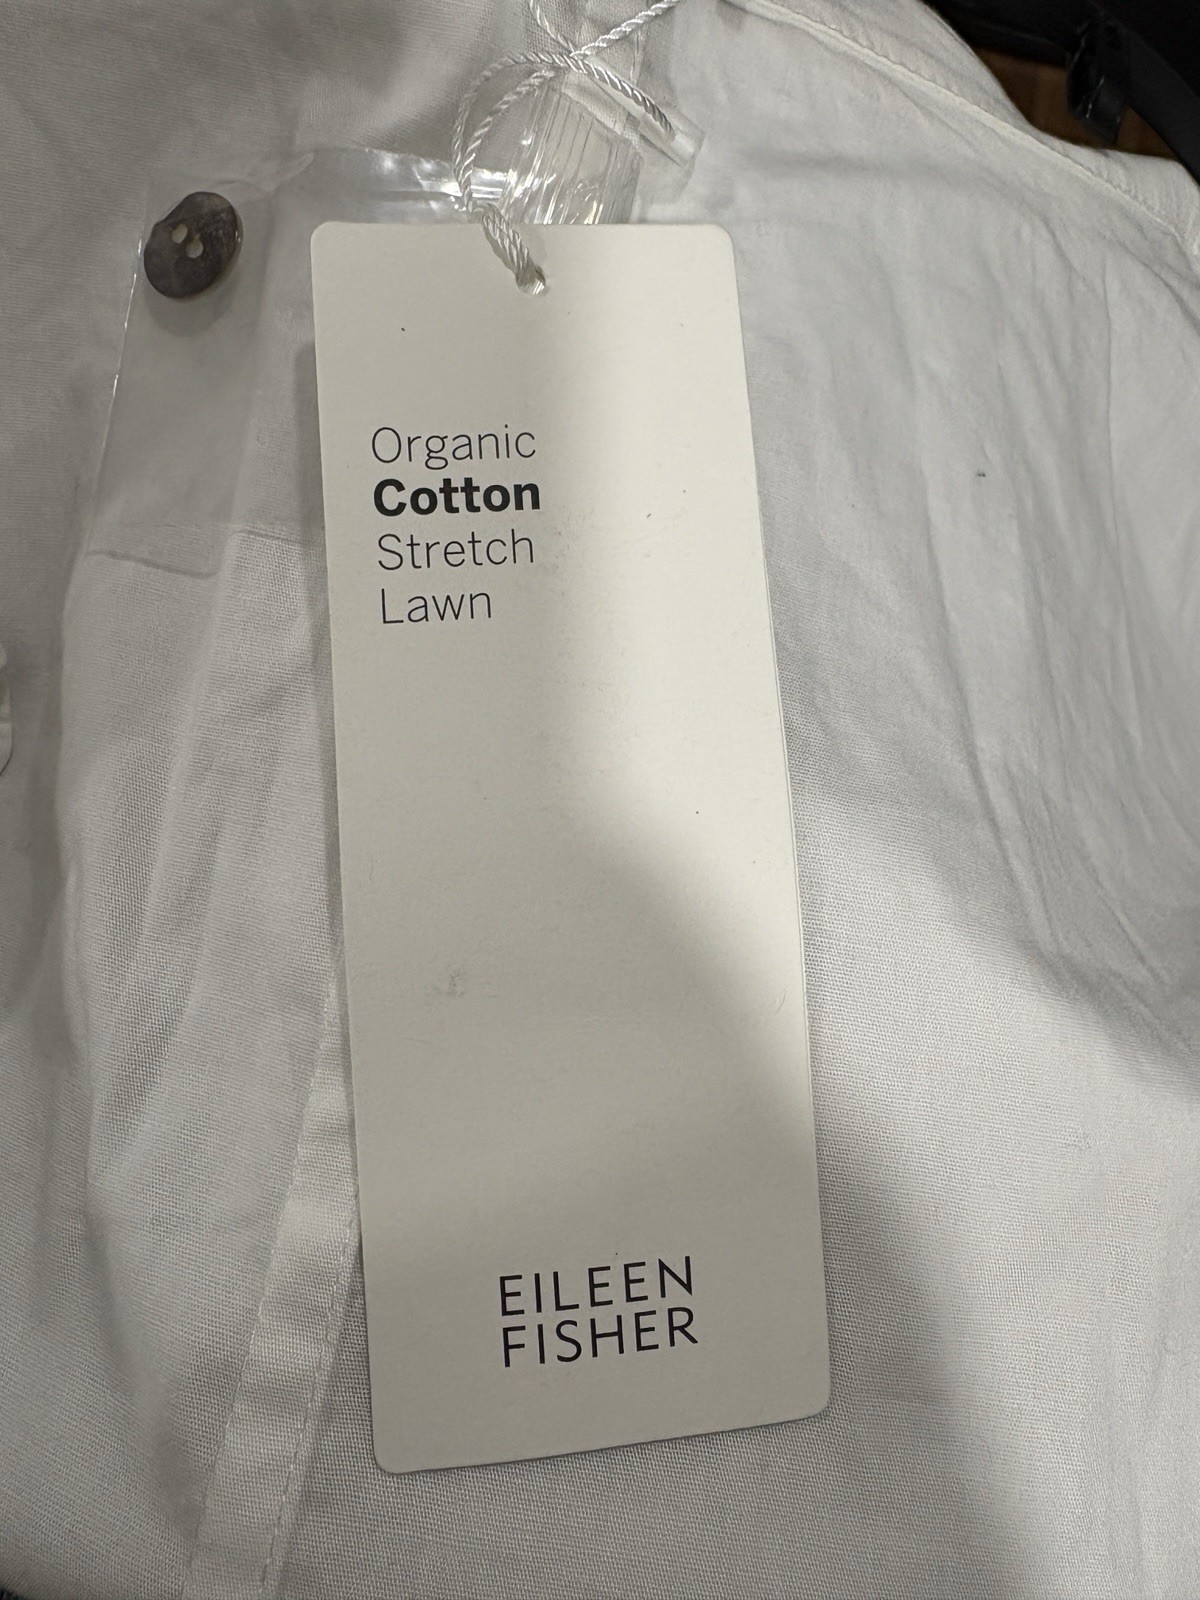 Organic
Cotton
Stretch
Lawn
EILEEN
FISHER